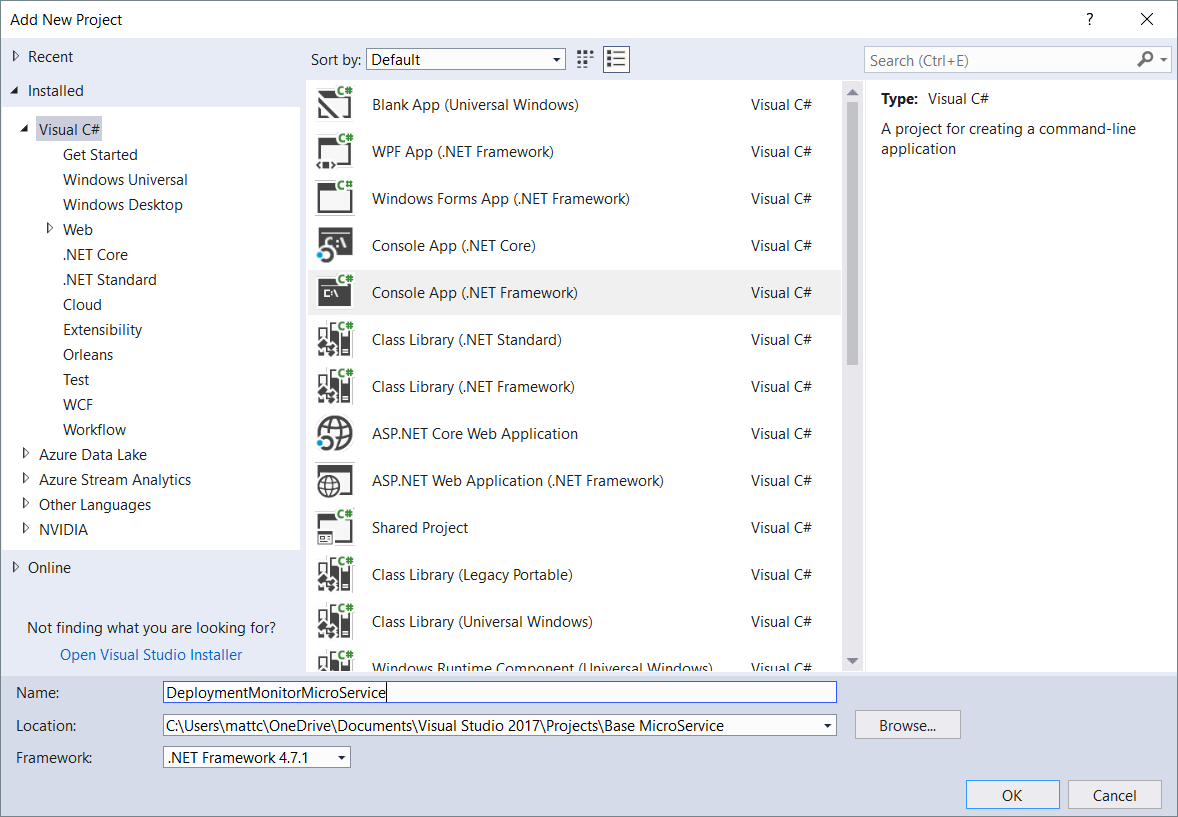 Add New Project
?
Recent
Installed
Visual C#
Get Started
Windows Universal
Windows Desktop
Web
.NET Core
.NET Standard
Cloud
Extensibility
Orleans
Test
WCF
Workflow
Azure Data Lake
Azure Stream Analytics
Other Languages
NVIDIA
Online
Not finding what you are looking for?
Open Visual Studio Installer
Sort by: Default
C# Blank App (Universal Windows) Visual C#
C# WPF App (.NET Framework) Visual C#
C# Windows Forms App (.NET Framework) Visual C#
C:\ Console App (.NET Core) Visual C#
C# C:\ Console App (.NET Framework) Visual C#
C# Class Library (.NET Standard) Visual C#
C# Class Library (.NET Framework) Visual C#
ASP.NET Core Web Application Visual C#
C# ASP.NET Web Application (.NET Framework) Visual C#
C# Shared Project Visual C#
C# Class Library (Legacy Portable) Visual C#
C# Class Library (Universal Windows) Visual C#
C# Windows Runtime Component (Universal Windows) Visual C#
Search (Ctrl+E)
Type: Visual C#
A project for creating a command-line
application
Name: DeploymentMonitorMicroService
Location: C:\Users\mattc\OneDrive\Documents\Visual Studio 2017\Projects\Base MicroService Browse...
Framework: .NET Framework 4.7.1
OK Cancel